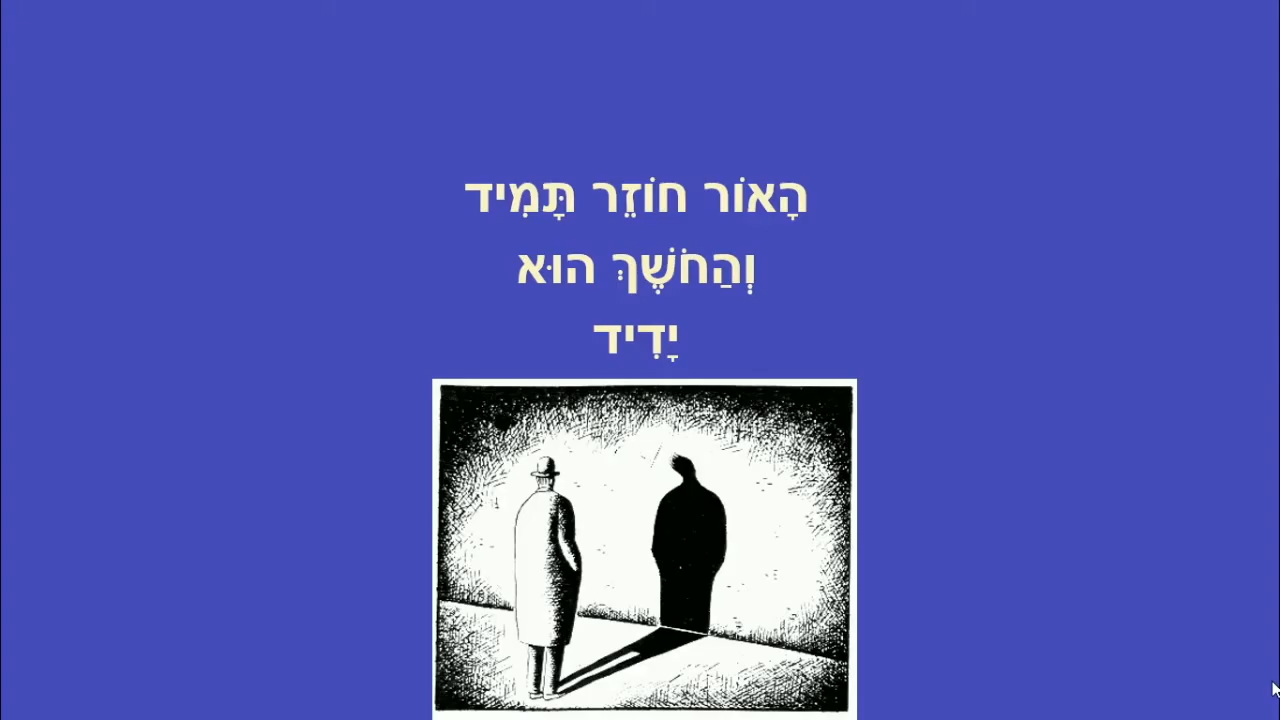 הָאוֹר חוֹזֵר תָּמִיד
וְהַחֹשֶׁךְ הוּא
יָדִיד